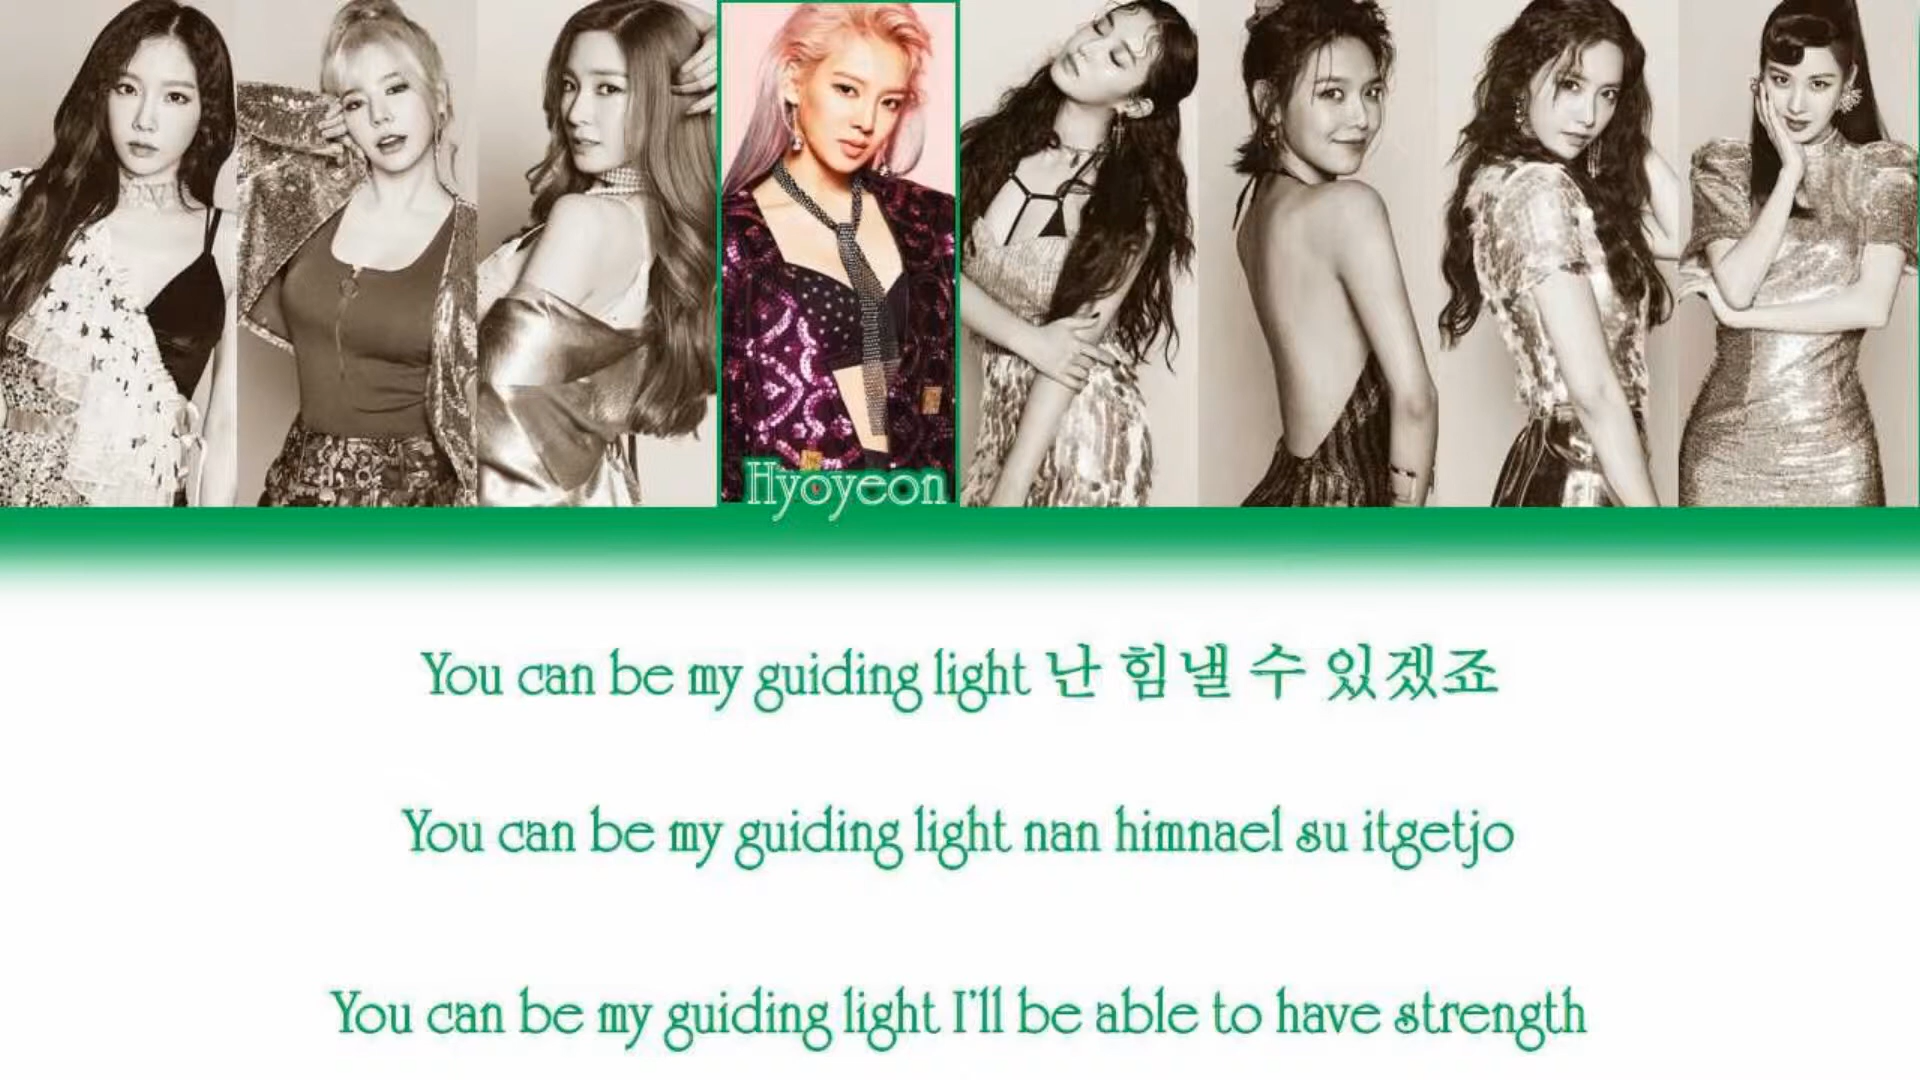 Hyoyeon
You can be my guiding light 난 힘낼 수 있겠죠
You can be my guiding light nan himnael su itgetjo
You can be my guiding light I'll be able to have strength